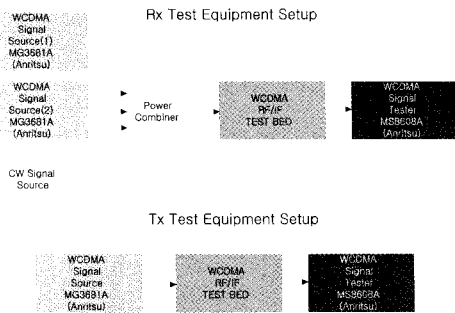 Rx Test Equipment Setup
WCDMA
Signal
Source(1)
MG3681A
(Anritsu)
WCDMA
Signal
Source(2)
MG3681A
(Anritsu)
CW Signal
Source
Power
Combiner
WCDMA
RF/IF
TEST BED
WCDMA
Signal
Tester
MS8608A
(Anritsu)
Tx Test Equipment Setup
WCDMA
Signal
Source
MG3681A
(Anritsu)
WCDMA
RF/IF
TEST BED
WCDMA
Signal
Tester
MS8608A
(Anritsu)